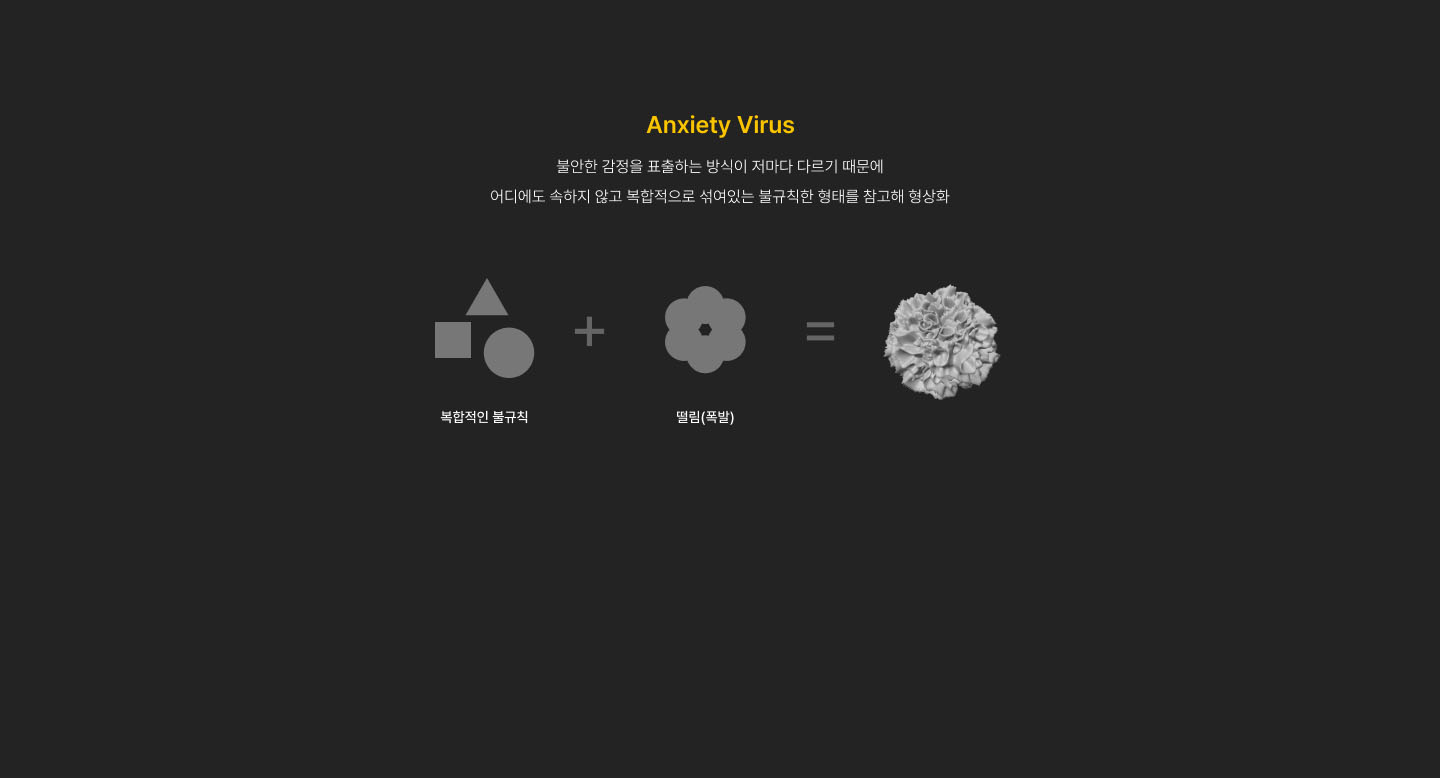 Anxiety Virus
불안한 감정을 표출하는 방식이 저마다 다르기 때문에
어디에도 속하지 않고 복합적으로 섞여있는 불규칙한 형태를 참고해 형상화
+
=
복합적인 불규칙
떨림(폭발)